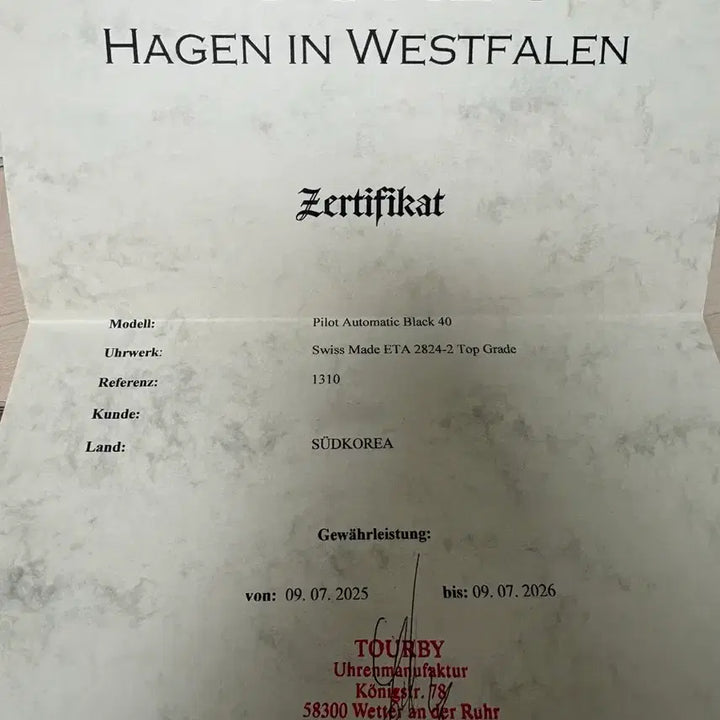 HAGEN IN WESTFALEN
Zertifikat
Modell: Pilot Automatic Black 40
Uhrwerk: Swiss Made ETA 2824-2 Top Grade
Referenz: 1310
Kunde:
Land: SÜDKOREA
Gewährleistung:
von: 09. 07. 2025 bis: 09. 07. 2026
TOURBY
Uhrenmanufaktur
Königstr. 78
58300 Wetter an der Ruhr